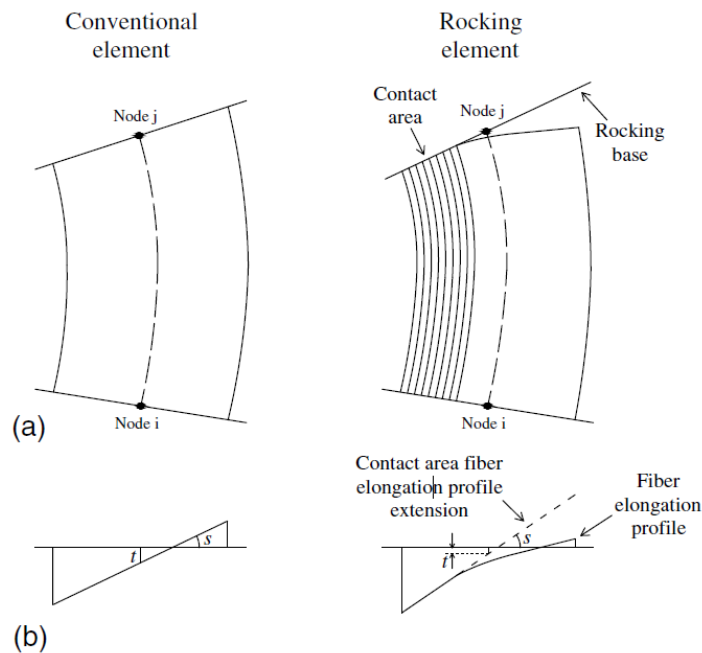 Conventional
element
Rocking
element
Node j
Contact
area
Node j
Rocking
base
Node i
Node i
(a)
Contact area fiber
elongation profile
extension
Fiber
elongation
profile
t
s
t
s
(b)